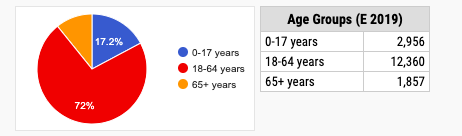 17.2%
72%
0-17 years
18-64 years
65+ years
Age Groups (E 2019)
0-17 years 2,956
18-64 years 12,360
65+ years 1,857